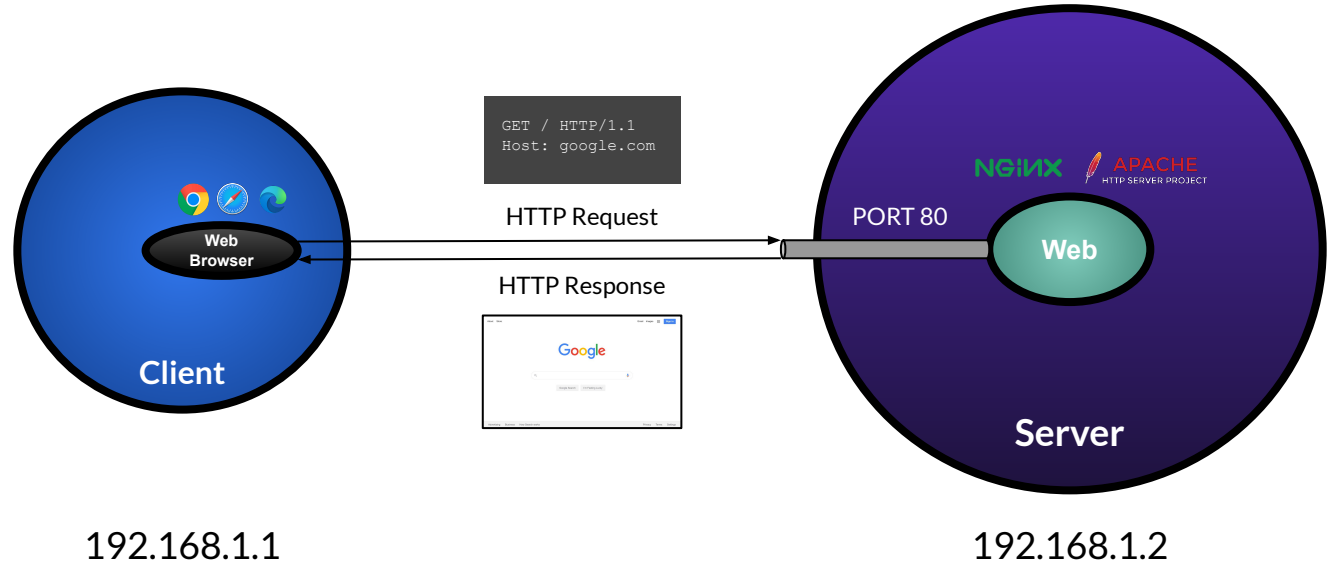 GET / HTTP/1.1
Host: google.com
NGINX
APACHE
HTTP SERVER PROJECT
HTTP Request
PORT 80
Web
Browser
Web
HTTP Response
Google
Client
Server
192.168.1.1
192.168.1.2